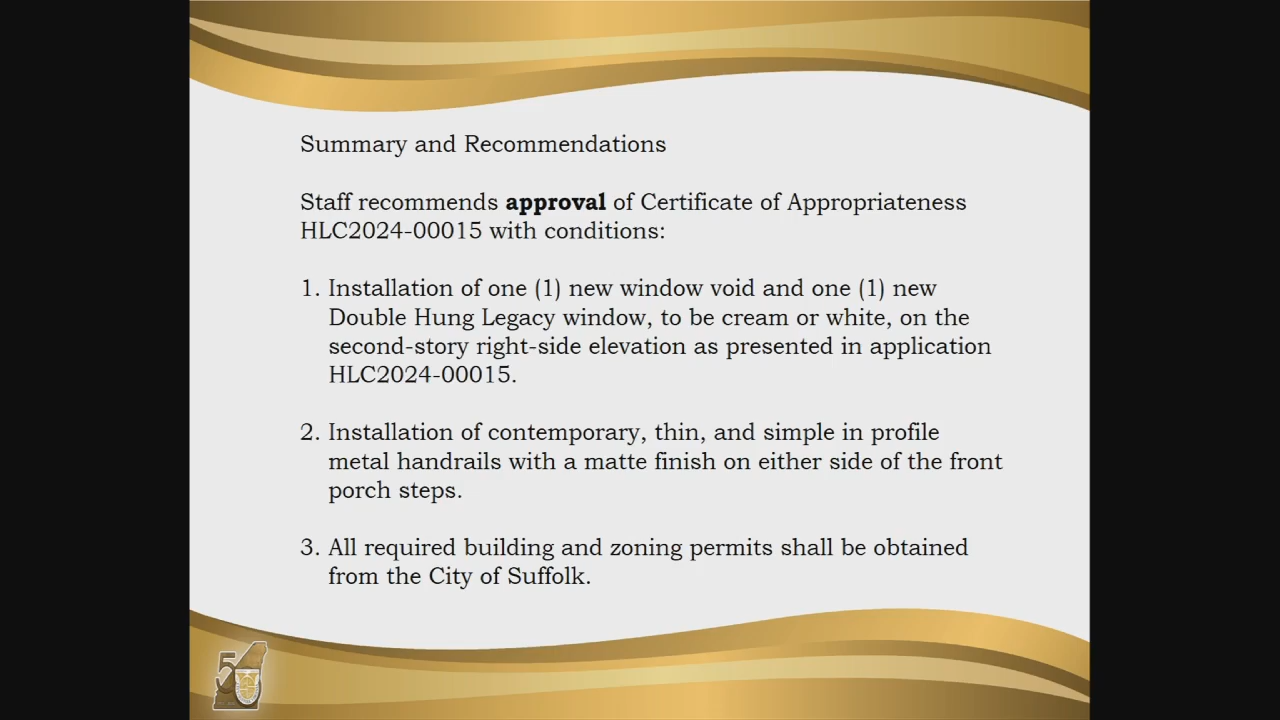 Summary and Recommendations
Staff recommends approval of Certificate of Appropriateness
HLC2024-00015 with conditions:
1. Installation of one (1) new window void and one (1) new
Double Hung Legacy window, to be cream or white, on the
second-story right-side elevation as presented in application
HLC2024-00015.
2. Installation of contemporary, thin, and simple in profile
metal handrails with a matte finish on either side of the front
porch steps.
3. All required building and zoning permits shall be obtained
from the City of Suffolk.
50